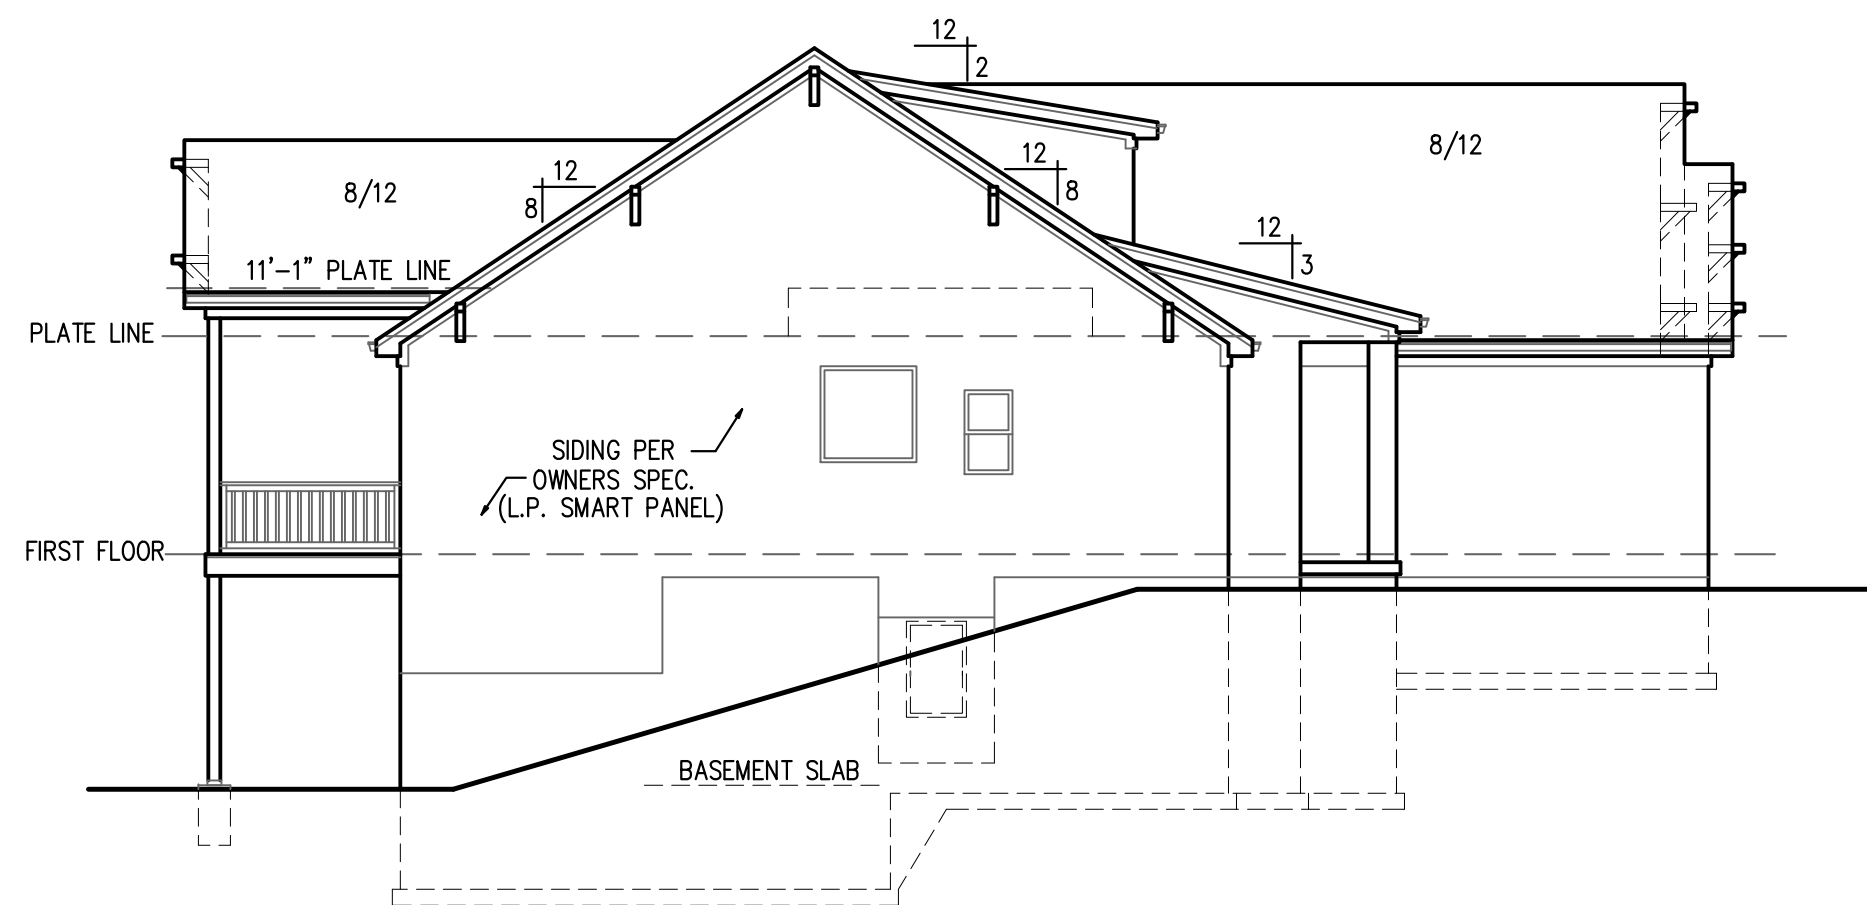 12
2
8/12
12
8
8/12
12
8
12
3
11'-1" PLATE LINE
PLATE LINE
SIDING PER
OWNERS SPEC.
(L.P. SMART PANEL)
FIRST FLOOR
BASEMENT SLAB